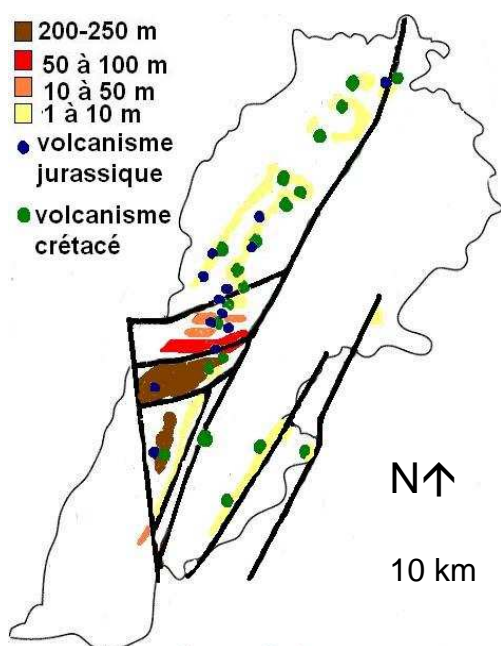 200-250 m
50 à 100 m
10 à 50 m
1 à 10 m
volcanisme
jurassique
volcanisme
crétacé
N↑
10 km